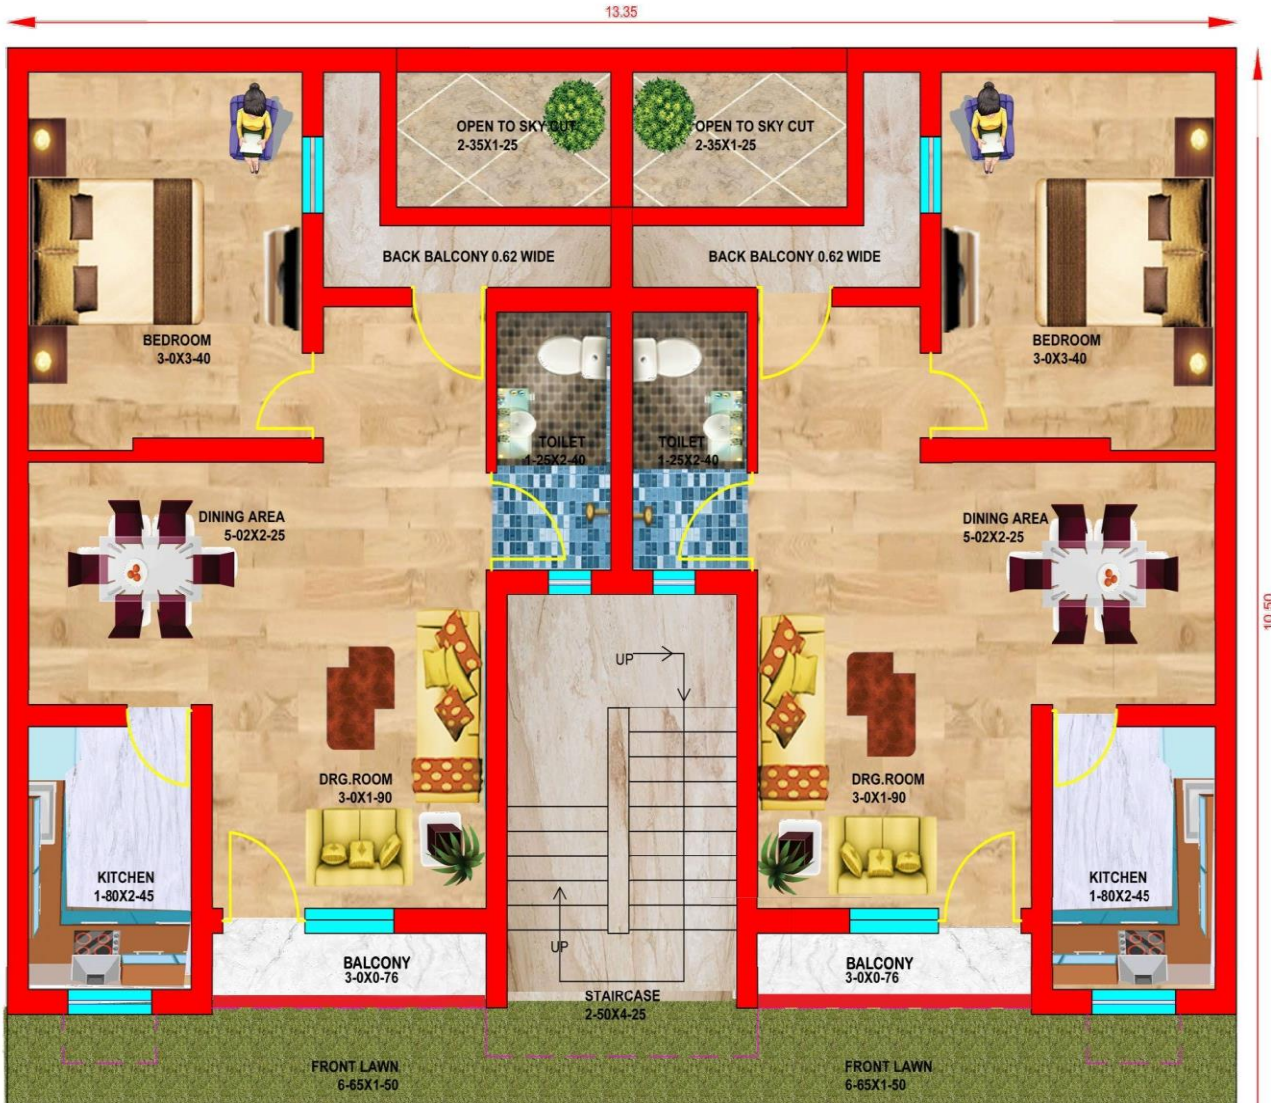 13.35
OPEN TO SKY CUT
2-35X1-25
OPEN TO SKY CUT
2-35X1-25
BACK BALCONY 0.62 WIDE
BACK BALCONY 0.62 WIDE
BEDROOM
3-0X3-40
BEDROOM
3-0X3-40
TOILET
1-25X2-40
TOILET
1-25X2-40
DINING AREA
5-02X2-25
DINING AREA
5-02X2-25
10.50
UP
DRG.ROOM
3-0X1-90
DRG.ROOM
3-0X1-90
KITCHEN
1-80X2-45
KITCHEN
1-80X2-45
UP
BALCONY
3-0X0-76
BALCONY
3-0X0-76
STAIRCASE
2-50X4-25
FRONT LAWN
6-65X1-50
FRONT LAWN
6-65X1-50